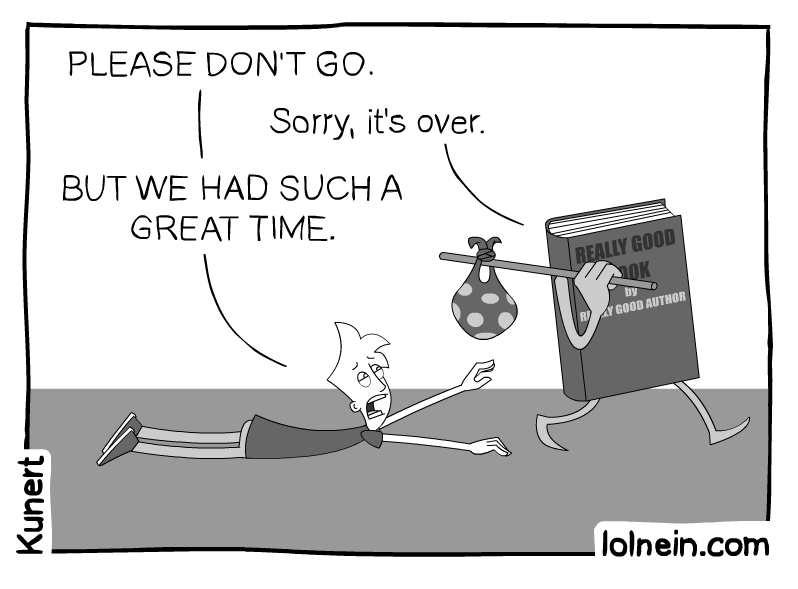 PLEASE DON'T GO.
Sorry, it's over.
BUT WE HAD SUCH A
GREAT TIME.
REALLY GOOD
by
GOOD AUTHOR
Kunert
lolnein.com